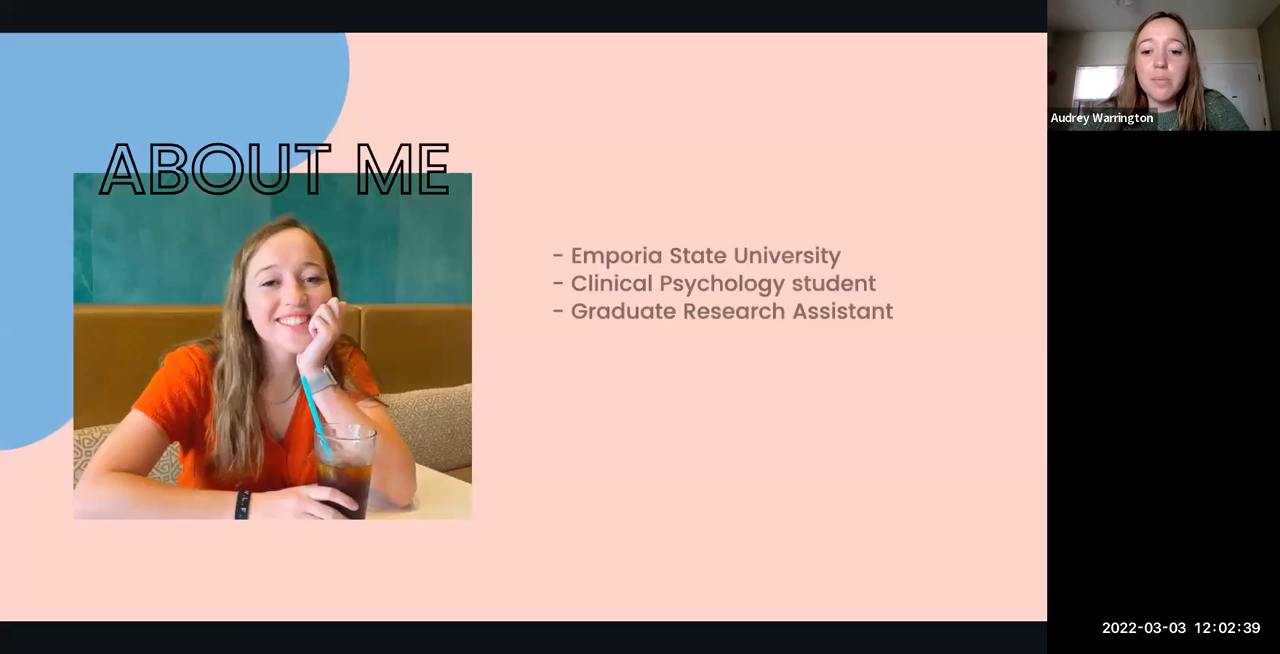 ABOUT ME
- Emporia State University
- Clinical Psychology student
- Graduate Research Assistant
Audrey Warrington
2022-03-03 12:02:39